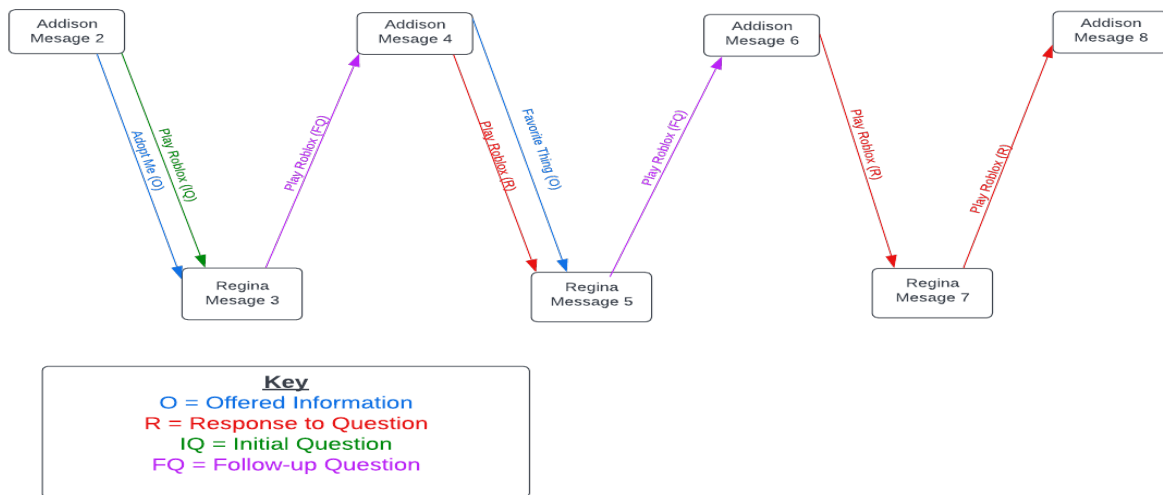 Addison
Mesage 2
Addison
Mesage 4
Addison
Mesage 6
Addison
Mesage 8
Adopt Me (O)
Play Roblox (IQ)
Play Roblox (FQ)
Play Roblox (R)
Favorite Thing (O)
Play Roblox (FQ)
Play Roblox (R)
Play Roblox (R)
Regina
Mesage 3
Regina
Message 5
Regina
Mesage 7
Key
O = Offered Information
R = Response to Question
IQ = Initial Question
FQ = Follow-up Question